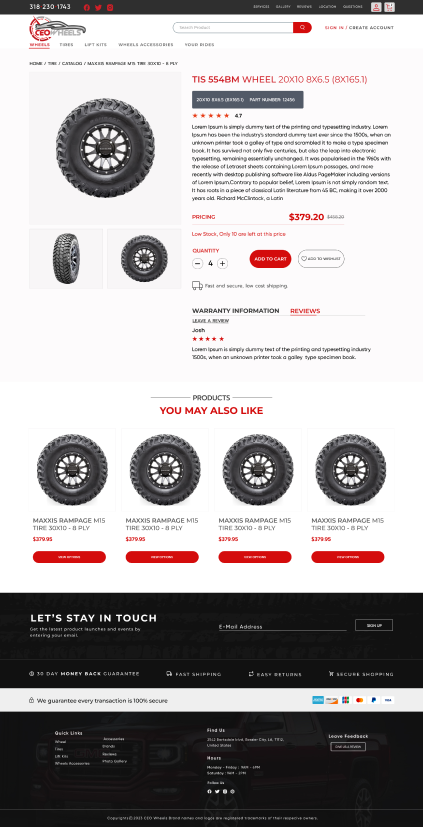 318 230 1743
SERVICES GALLERY REVIEWS LOCATION QUESTIONS
CEO WHEELS
Search Product
SIGN IN / CREATE ACCOUNT
WHEELS TIRES LIFT KITS WHEELS ACCESSORIES YOUR RIDES
HOME / TIRE / CATALOG / MAXXIS RAMPAGE M15 TIRE 30X10 - 8 PLY
TIS 554BM WHEEL 20X10 8X6.5 (8X165.1)
20X10 8X6.5 (8X165.1) PART NUMBER: 12456
4.7
Lorem Ipsum is simply dummy text of the printing and typesetting industry. Lorem
Ipsum has been the industry's standard dummy text ever since the 1500s, when an
unknown printer took a galley of type and scrambled it to make a type specimen
book. It has survived not only five centuries, but also the leap into electronic
typesetting, remaining essentially unchanged. It was popularised in the 1960s with
the release of Letraset sheets containing Lorem Ipsum passages, and more
recently with desktop publishing software like Aldus PageMaker including versions
of Lorem Ipsum.Contrary to popular belief, Lorem Ipsum is not simply random text.
It has roots in a piece of classical Latin literature from 45 BC, making it over 2000
years old. Richard McClintock, a Latin
PRICING $379.20 $456.20
Low Stock, Only 10 are left at this price
QUANTITY
4
ADD TO CART
ADD TO WISHLIST
Fast and secure, low cost shipping.
WARRANTY INFORMATION REVIEWS
LEAVE A REVIEW
Josh
Lorem Ipsum is simply dummy text of the printing and typesetting industry
1500s, when an unknown printer took a galley type specimen book.
PRODUCTS
YOU MAY ALSO LIKE
MAXXIS RAMPAGE M15
TIRE 30X10 - 8 PLY
$379.95
VIEW OPTIONS
MAXXIS RAMPAGE M15
TIRE 30X10 - 8 PLY
$379.95
VIEW OPTIONS
MAXXIS RAMPAGE M15
TIRE 30X10 - 8 PLY
$379.95
VIEW OPTIONS
MAXXIS RAMPAGE M15
TIRE 30X10 - 8 PLY
$379.95
VIEW OPTIONS
LET'S STAY IN TOUCH
Get the latest product launches and events by
entering your email.
E-Mail Address
SIGN UP
30 DAY MONEY BACK GUARANTEE
FAST SHIPPING
EASY RETURNS
SECURE SHOPPING
We guarantee every transaction is 100% secure
VISA
Quick Links
Wheel
Tires
Lift Kits
Wheels Accessories
Accessories
Brands
Reviews
Photo Gallery
Find Us
United States
Hours
Monday - Friday : 9AM - 6PM
Saturday : 9AM - 2PM
Follow Us
Leave Feedback
GIVE US A REVIEW
Copyrights©2023 CEO Wheels Brand names and logos are registered trademarks of their respective owners.